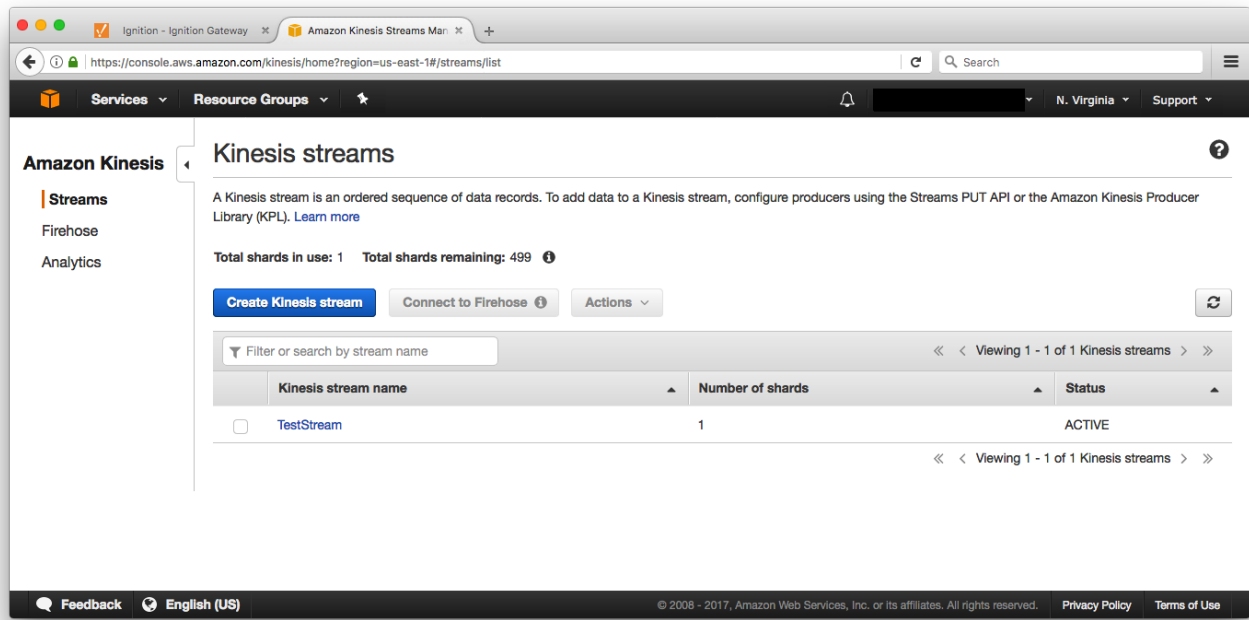 Ignition - Ignition Gateway
Amazon Kinesis Streams Man
https://console.aws.amazon.com/kinesis/home?region=us-east-1#/streams/list
Search
Services
Resource Groups
N. Virginia
Support
Amazon Kinesis
Streams
Firehose
Analytics
Kinesis streams
A Kinesis stream is an ordered sequence of data records. To add data to a Kinesis stream, configure producers using the Streams PUT API or the Amazon Kinesis Producer
Library (KPL). Learn more
Total shards in use: 1 Total shards remaining: 499
Create Kinesis stream
Connect to Firehose
Actions
Filter or search by stream name
Viewing 1 - 1 of 1 Kinesis streams
Kinesis stream name Number of shards Status
TestStream 1 ACTIVE
Viewing 1 - 1 of 1 Kinesis streams
Feedback
English (US)
© 2008 - 2017, Amazon Web Services, Inc. or its affiliates. All rights reserved.
Privacy Policy
Terms of Use